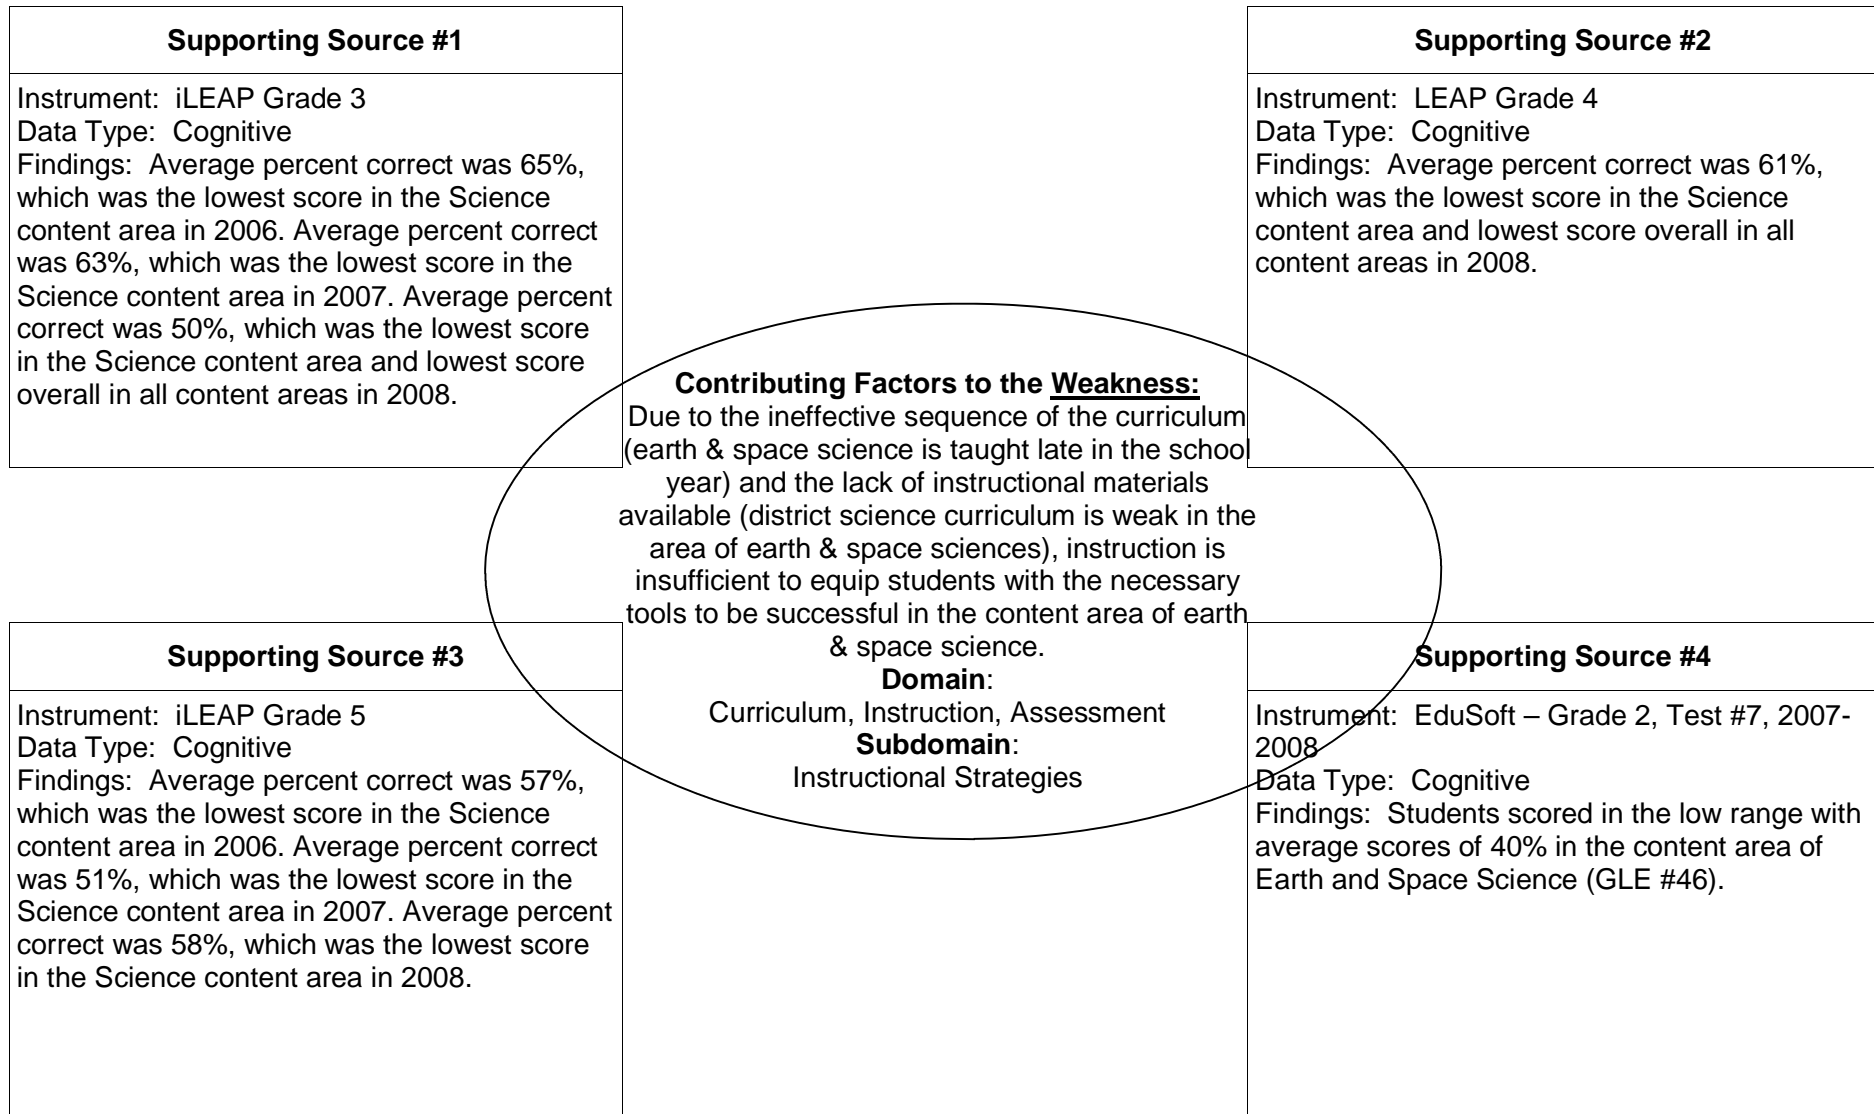 Supporting Source #1
Instrument:  iLEAP Grade 3
Data Type:  Cognitive
Findings:  Average percent correct was 65%,
which was the lowest score in the Science
content area in 2006. Average percent correct
was 63%, which was the lowest score in the
Science content area in 2007. Average percent
correct was 50%, which was the lowest score
in the Science content area and lowest score
overall in all content areas in 2008.
Supporting Source #2
Instrument:  LEAP Grade 4
Data Type:  Cognitive
Findings:  Average percent correct was 61%,
which was the lowest score in the Science
content area and lowest score overall in all
content areas in 2008.
Contributing Factors to the Weakness:
Due to the ineffective sequence of the curriculum
(earth & space science is taught late in the school
year) and the lack of instructional materials
available (district science curriculum is weak in the
area of earth & space sciences), instruction is
insufficient to equip students with the necessary
tools to be successful in the content area of earth
& space science.
Domain:
Curriculum, Instruction, Assessment
Subdomain:
Instructional Strategies
Supporting Source #3
Instrument:  iLEAP Grade 5
Data Type:  Cognitive
Findings:  Average percent correct was 57%,
which was the lowest score in the Science
content area in 2006. Average percent correct
was 51%, which was the lowest score in the
Science content area in 2007. Average percent
correct was 58%, which was the lowest score
in the Science content area in 2008.
Supporting Source #4
Instrument:  EduSoft – Grade 2, Test #7, 2007-
2008
Data Type:  Cognitive
Findings:  Students scored in the low range with
average scores of 40% in the content area of
Earth and Space Science (GLE #46).